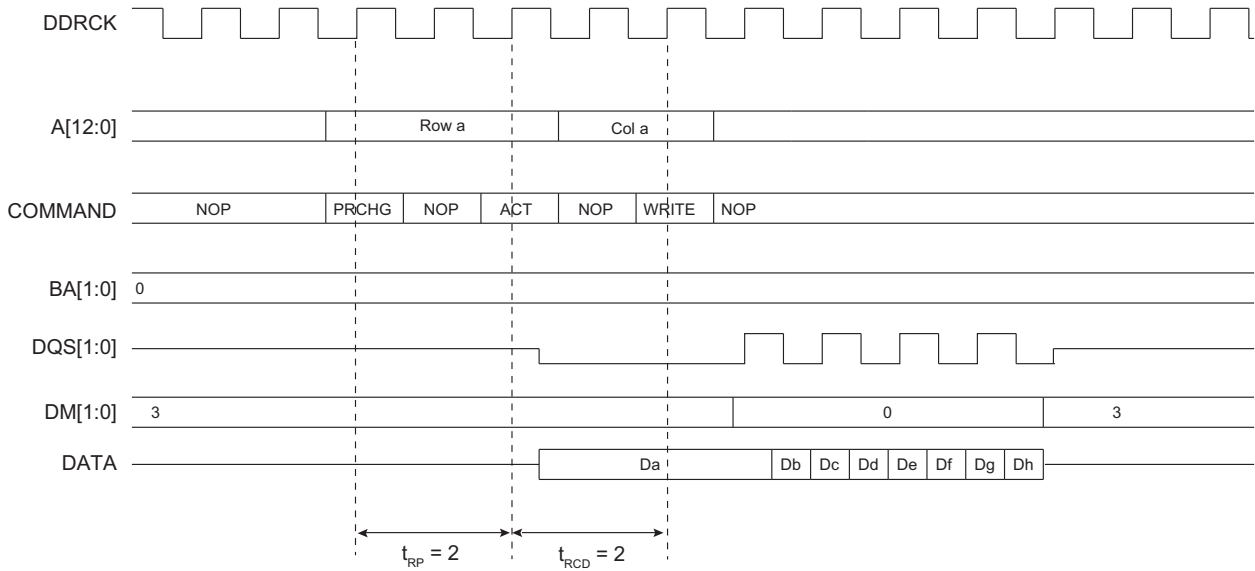 DDRCK
A[12:0] Row a Col a
COMMAND NOP PRCHG NOP ACT NOP WRITE NOP
BA[1:0] 0
DQS[1:0]
DM[1:0] 3 0 3
DATA Da Db Dc Dd De Df Dg Dh
tRP = 2 tRCD = 2